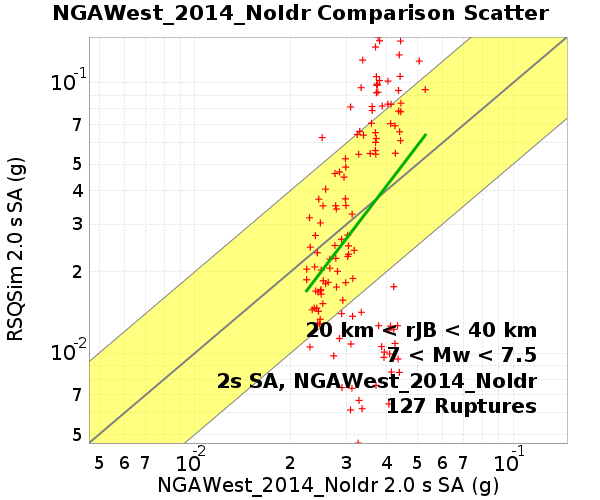 NGAWest_2014_NoIdr Comparison Scatter
RSQSim 2.0 s SA (g)
10-1
7
5
4
3
2
10-2
7
5
20 km < rJB < 40 km
7 < Mw < 7.5
2s SA, NGAWest_2014_NoIdr
127 Ruptures
5 6 7 10-2 2 3 4 5 6 7 10-1
NGAWest_2014_NoIdr 2.0 s SA (g)